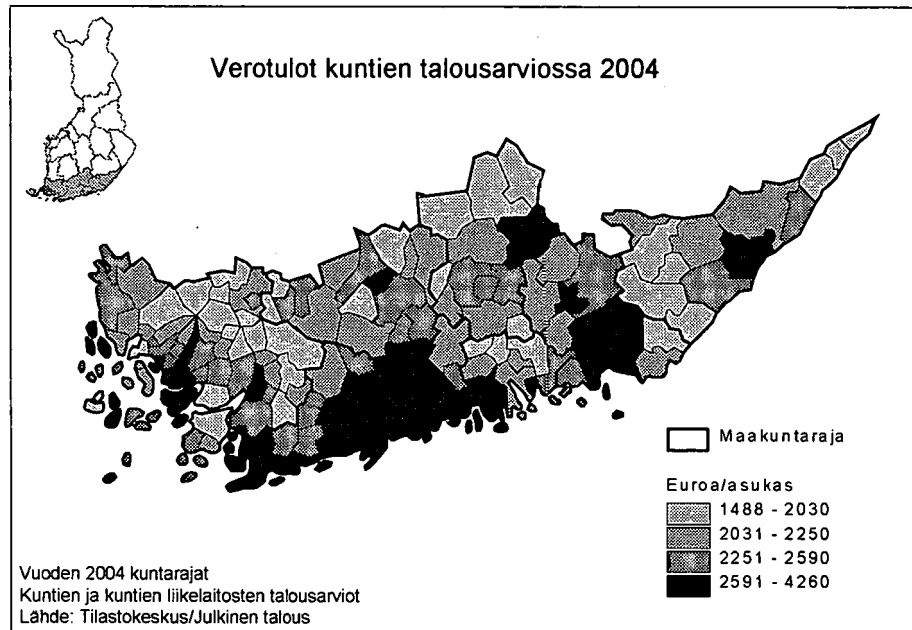 Verotulot kuntien talousarviossa 2004
Maakuntaraja
Euroa/asukas
1488 - 2030
2031 - 2250
2251 - 2590
2591 - 4260
Vuoden 2004 kuntarajat
Kuntien ja kuntien liikelaitosten talousarviot
Lähde: Tilastokeskus/Julkinen talous